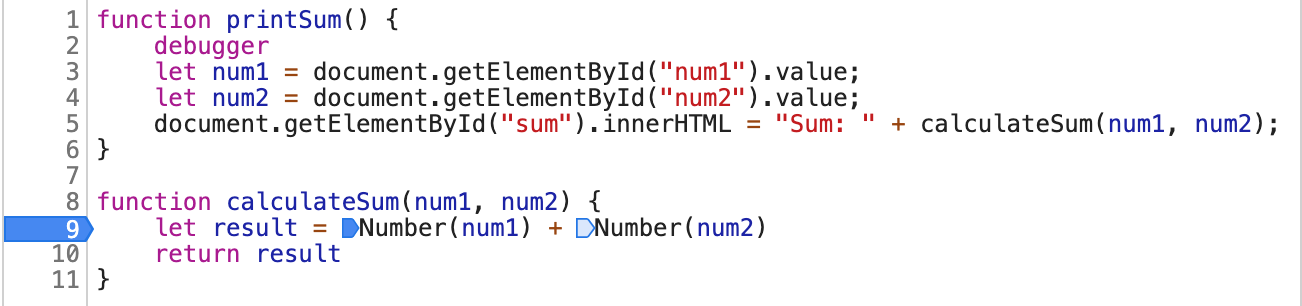 1 function printSum() {
2     debugger
3     let num1 = document.getElementById("num1").value;
4     let num2 = document.getElementById("num2").value;
5     document.getElementById("sum").innerHTML = "Sum: " + calculateSum(num1, num2);
6 }
7
8 function calculateSum(num1, num2) {
9     let result = Number(num1) + Number(num2)
10     return result
11 }